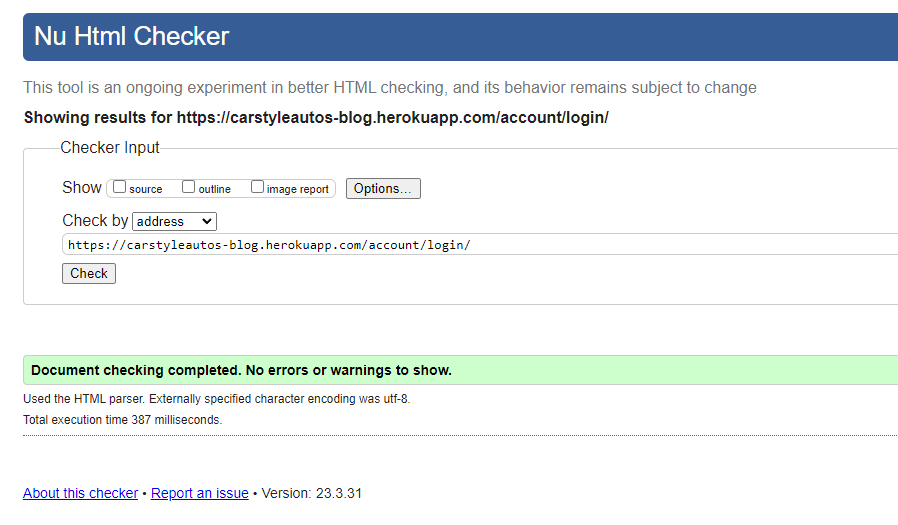 Nu Html Checker
This tool is an ongoing experiment in better HTML checking, and its behavior remains subject to change
Showing results for https://carstyleautos-blog.herokuapp.com/account/login/
Checker Input
Show source outline image report Options...
Check by address
https://carstyleautos-blog.herokuapp.com/account/login/
Check
Document checking completed. No errors or warnings to show.
Used the HTML parser. Externally specified character encoding was utf-8.
Total execution time 387 milliseconds.
About this checker • Report an issue • Version: 23.3.31